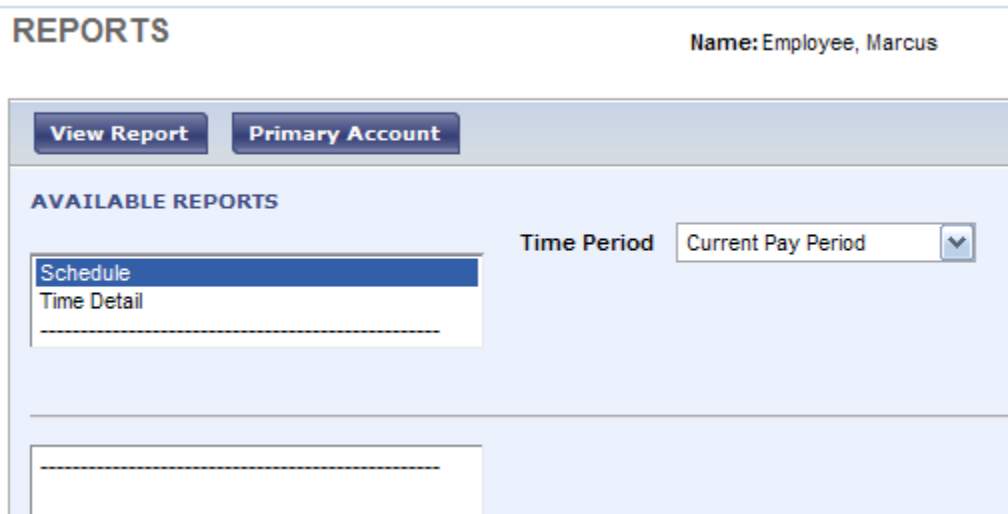 REPORTS
Name: Employee, Marcus
View Report
Primary Account
AVAILABLE REPORTS
Time Period
Current Pay Period
Schedule
Time Detail
--------------------------------------------------
--------------------------------------------------